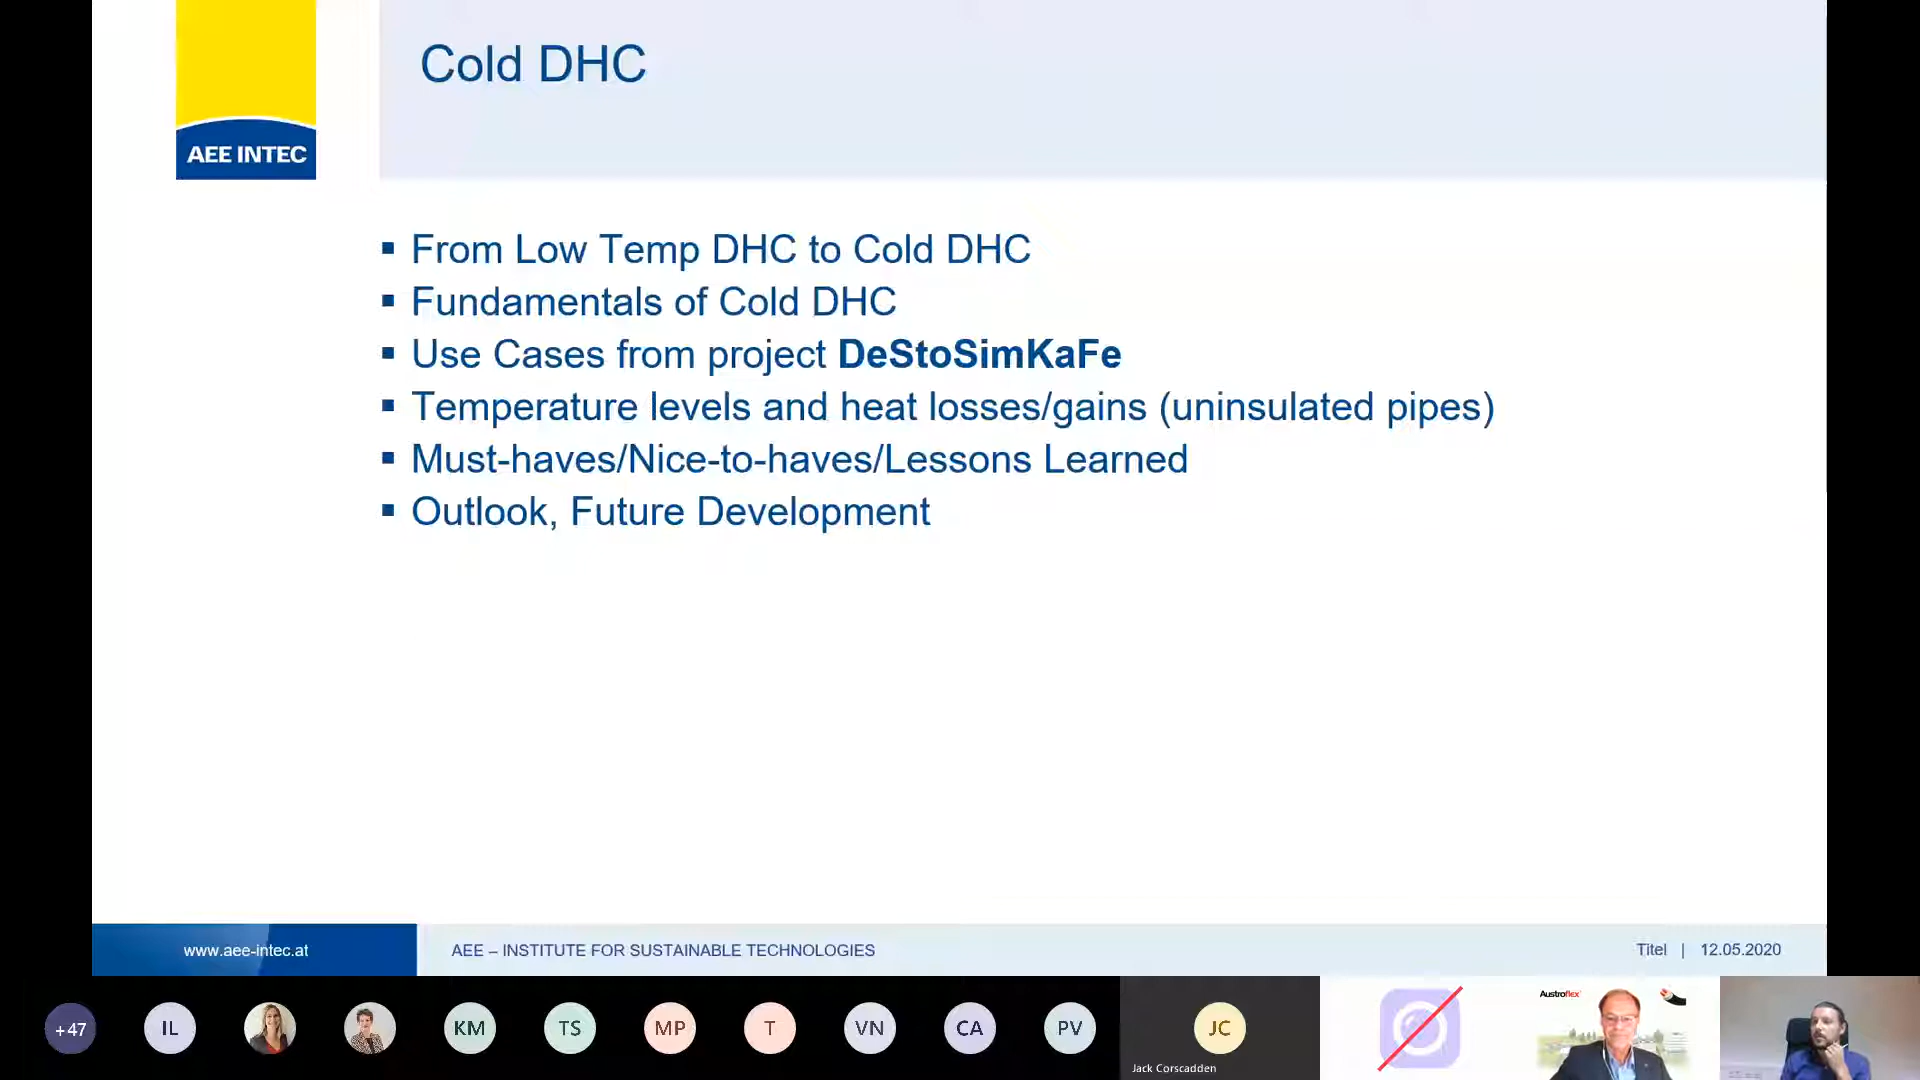 Cold DHC
AEE INTEC
▪ From Low Temp DHC to Cold DHC
▪ Fundamentals of Cold DHC
▪ Use Cases from project DeStoSimKaFe
▪ Temperature levels and heat losses/gains (uninsulated pipes)
▪ Must-haves/Nice-to-haves/Lessons Learned
▪ Outlook, Future Development
www.aee-intec.at
AEE – INSTITUTE FOR SUSTAINABLE TECHNOLOGIES
Titel | 12.05.2020
+47
IL
KM
TS
MP
T
VN
CA
PV
JC
Jack Corscadden
Austroflex